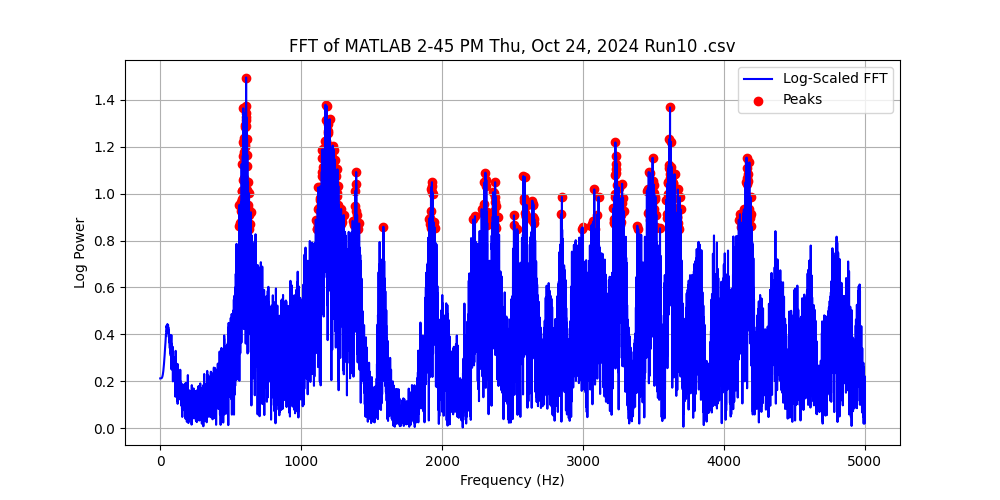 FFT of MATLAB 2-45 PM Thu, Oct 24, 2024 Run10 .csv
Log-Scaled FFT
Peaks
1.4
1.2
1.0
0.8
0.6
0.4
0.2
0.0
Log Power
0 1000 2000 3000 4000 5000
Frequency (Hz)